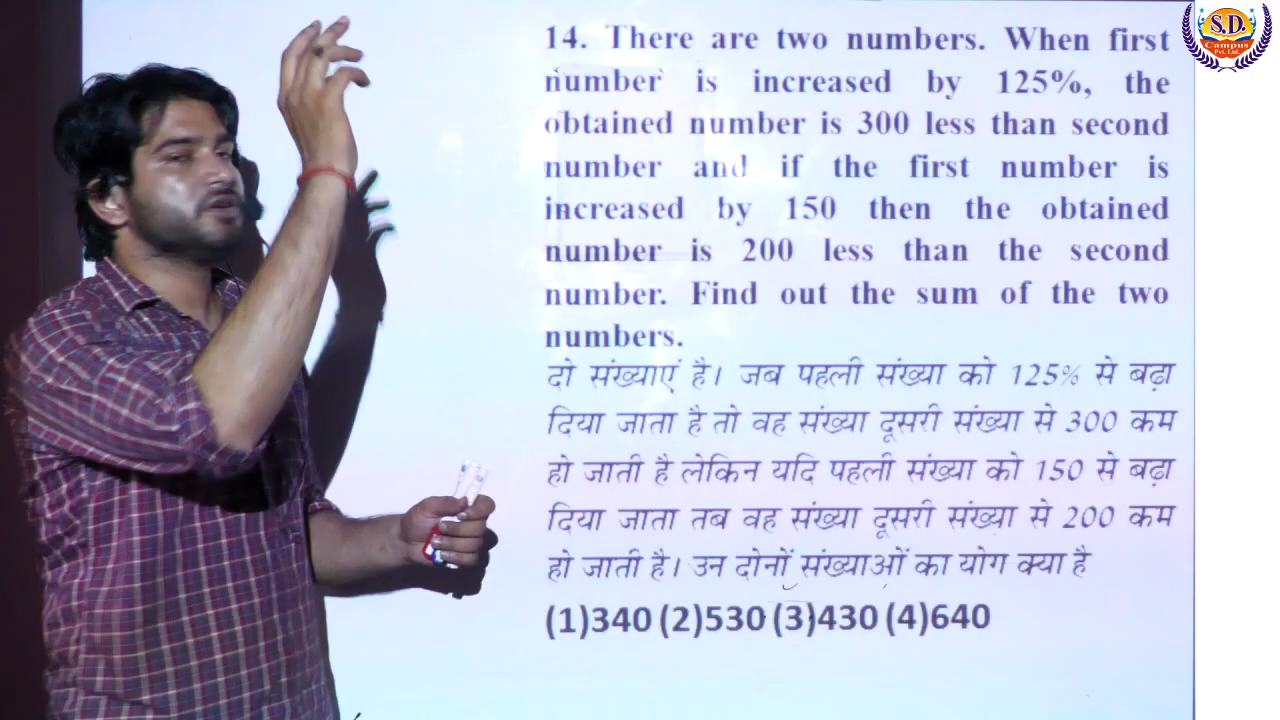 14. There are two numbers. When first
number is increased by 125%, the
obtained number is 300 less than second
number and if the first number is
increased by 150 then the obtained
number is 200 less than the second
number. Find out the sum of the two
numbers.
दो संख्याएं है। जब पहली संख्या को 125% से बढ़ा
दिया जाता है तो वह संख्या दूसरी संख्या से 300 कम
हो जाती है लेकिन यदि पहली संख्या को 150 से बढ़ा
दिया जाता तब वह संख्या दूसरी संख्या से 200 कम
हो जाती है। उन दोनों संख्याओं का योग क्या है
(1)340 (2)530 (3)430 (4)640
S.D.
Campus
Pvt. Ltd.